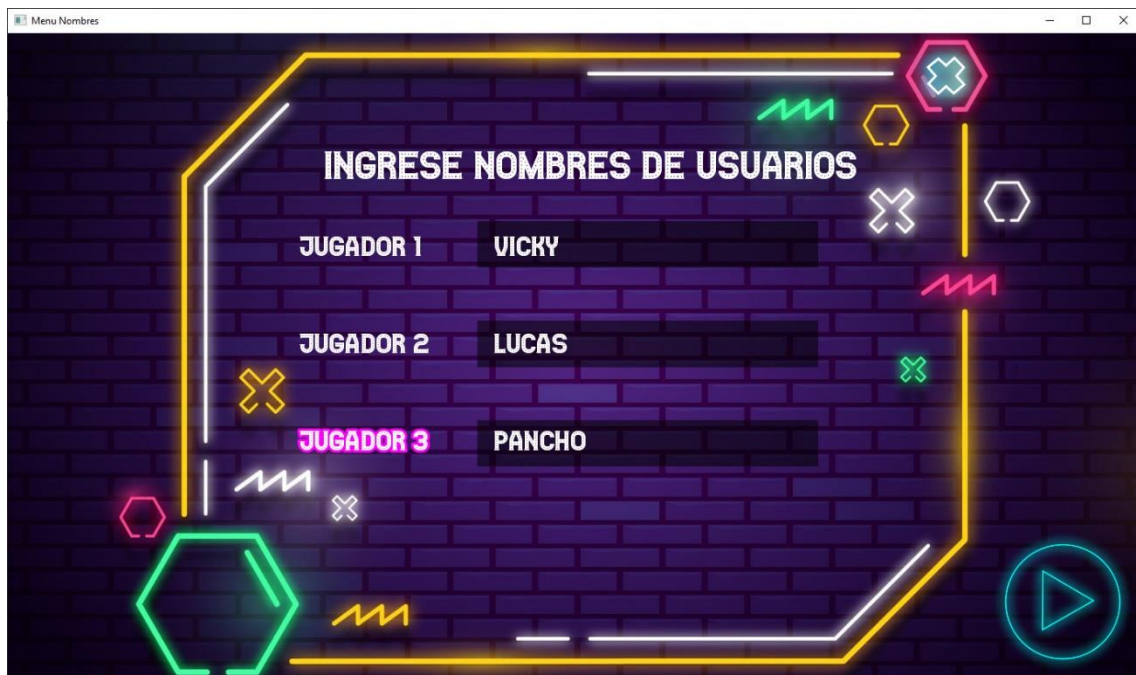 Menu Nombres
INGRESE NOMBRES DE USUARIOS
JUGADOR 1 VICKY
JUGADOR 2 LUCAS
JUGADOR 3 PANCHO